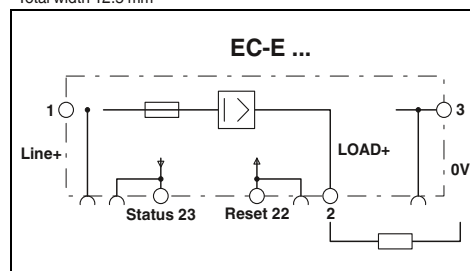 Total width 12.5 mm
EC-E ...
1
3
Line+
LOAD+
0V
Status 23
Reset 22
2